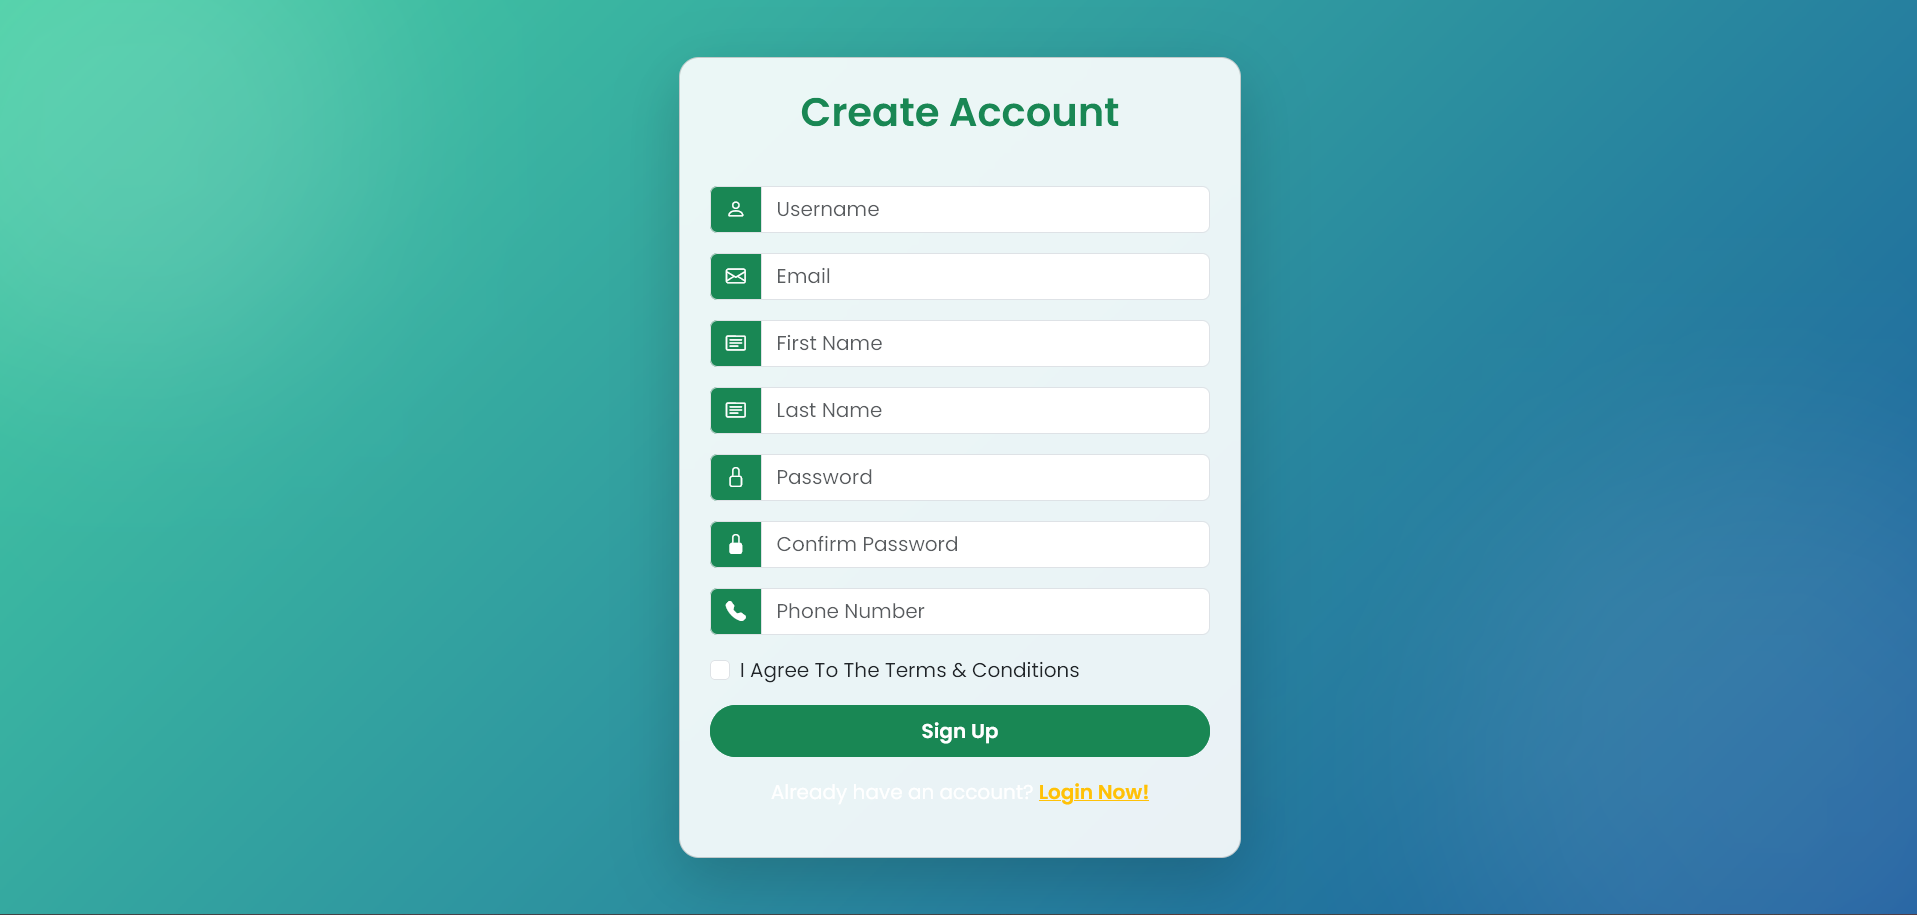 Create Account
Username
Email
First Name
Last Name
Password
Confirm Password
Phone Number
I Agree To The Terms & Conditions
Sign Up
Already have an account? Login Now!